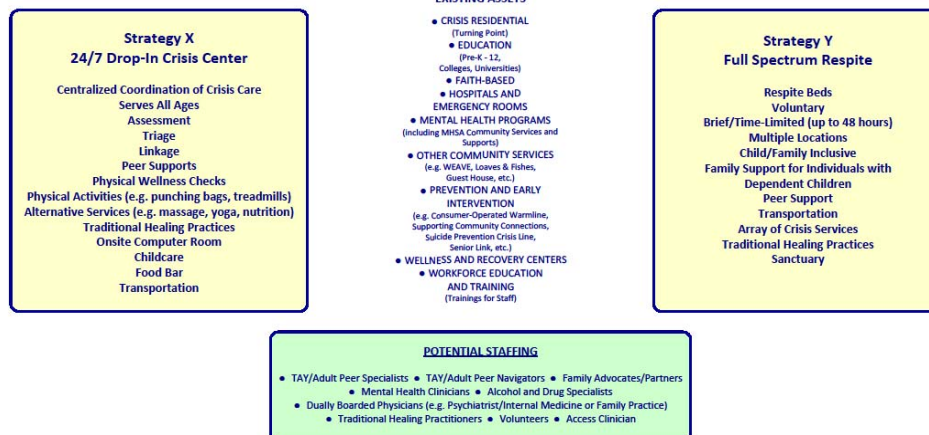 EXISTING ASSETS
Strategy X
24/7 Drop-In Crisis Center
Centralized Coordination of Crisis Care
Serves All Ages
Assessment
Triage
Linkage
Peer Supports
Physical Wellness Checks
Physical Activities (e.g. punching bags, treadmills)
Alternative Services (e.g. massage, yoga, nutrition)
Traditional Healing Practices
Onsite Computer Room
Childcare
Food Bar
Transportation
● CRISIS RESIDENTIAL
(Turning Point)
● EDUCATION
(Pre-K - 12,
Colleges, Universities)
● FAITH-BASED
● HOSPITALS AND
EMERGENCY ROOMS
● MENTAL HEALTH PROGRAMS
(including MHSA Community Services and
Supports)
● OTHER COMMUNITY SERVICES
(e.g. WEAVE, Loaves & Fishes,
Guest House, etc.)
● PREVENTION AND EARLY
INTERVENTION
(e.g. Consumer-Operated Warmline,
Supporting Community Connections,
Suicide Prevention Crisis Line,
Senior Link, etc.)
● WELLNESS AND RECOVERY CENTERS
● WORKFORCE EDUCATION
AND TRAINING
(Trainings for Staff)
Strategy Y
Full Spectrum Respite
Respite Beds
Voluntary
Brief/Time-Limited (up to 48 hours)
Multiple Locations
Child/Family Inclusive
Family Support for Individuals with
Dependent Children
Peer Support
Transportation
Array of Crisis Services
Traditional Healing Practices
Sanctuary
POTENTIAL STAFFING
● TAY/Adult Peer Specialists ● TAY/Adult Peer Navigators ● Family Advocates/Partners
● Mental Health Clinicians ● Alcohol and Drug Specialists
● Dually Boarded Physicians (e.g. Psychiatrist/Internal Medicine or Family Practice)
● Traditional Healing Practitioners ● Volunteers ● Access Clinician